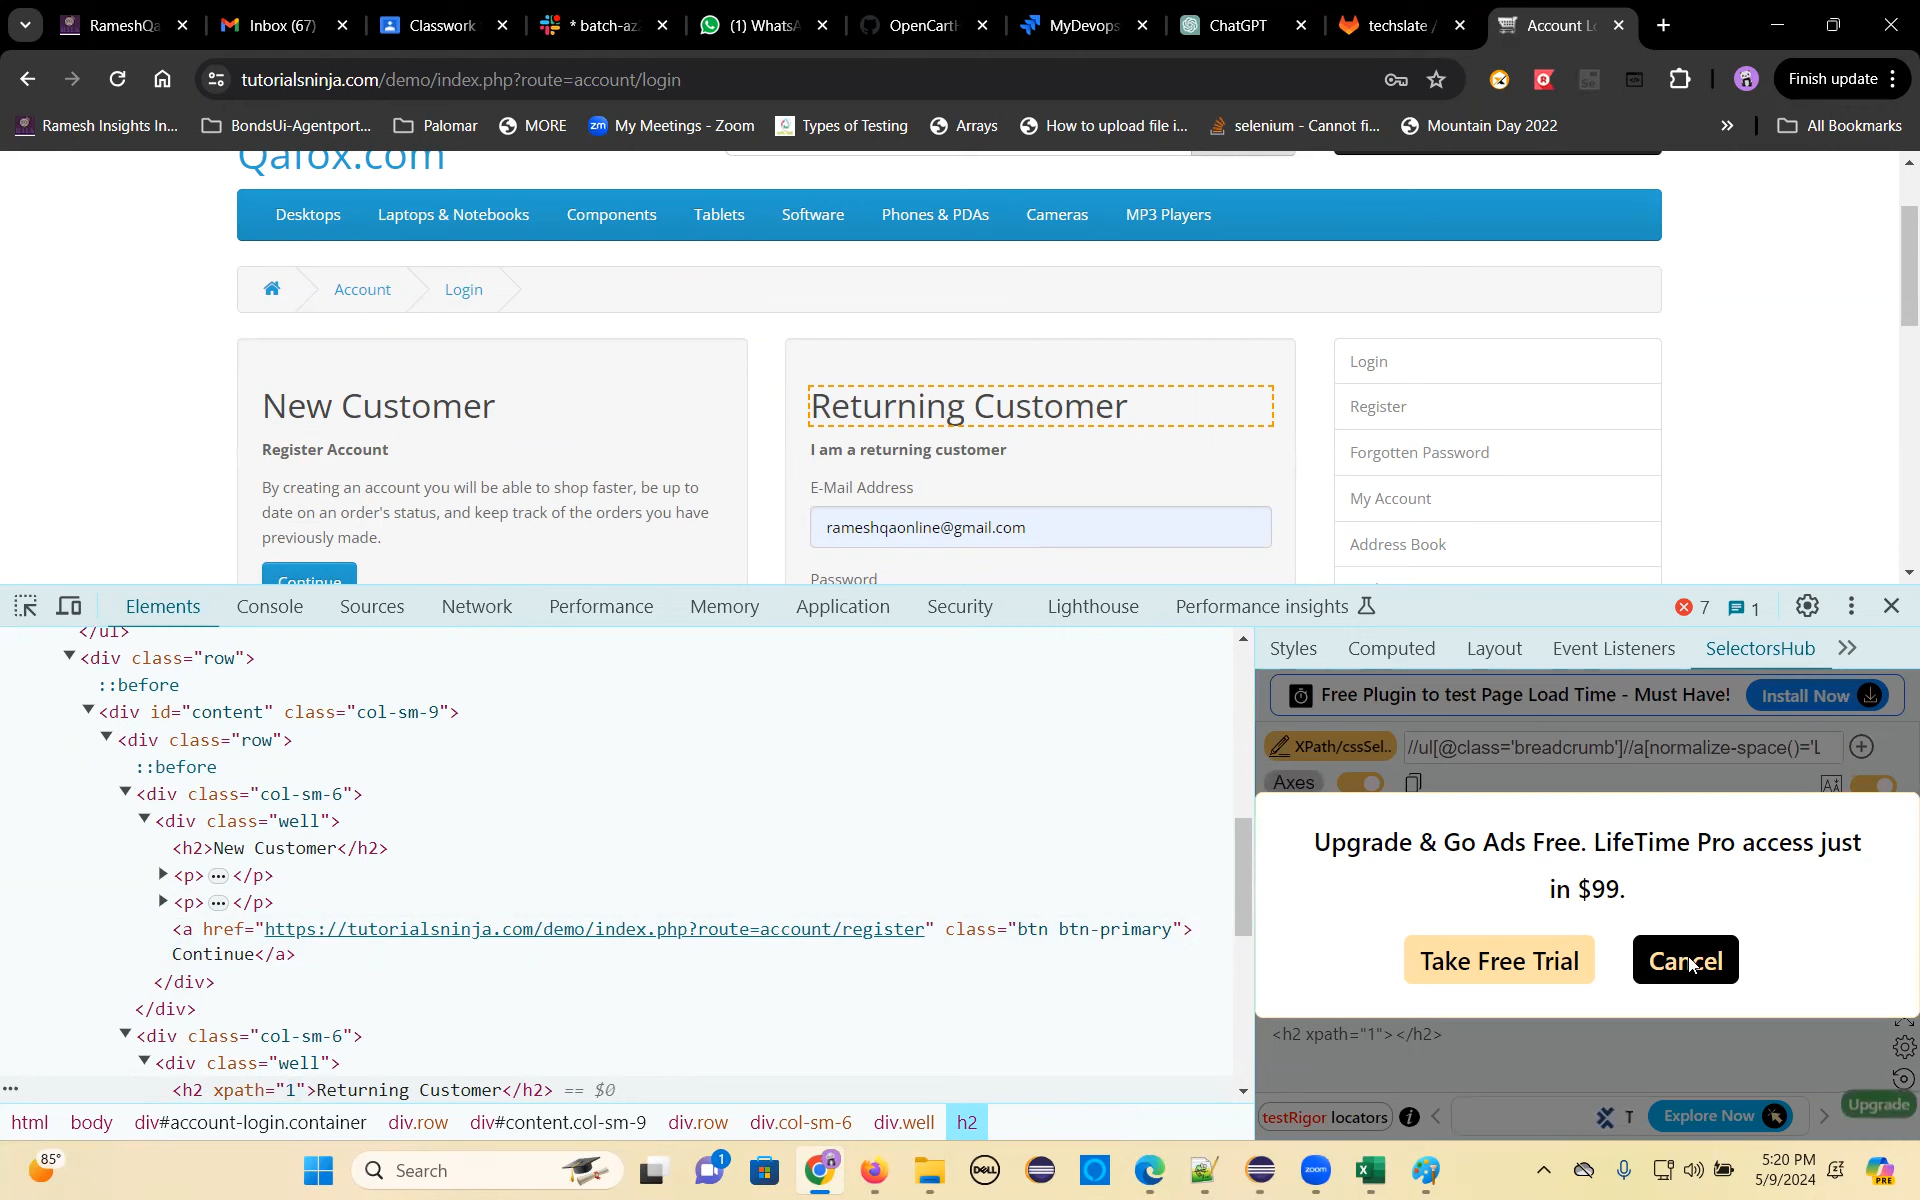 RameshQa
Inbox (67)
Classwork
* batch-az
(1) WhatsA
OpenCart
MyDevops
ChatGPT
techslate /
Account Lo
tutorialsninja.com/demo/index.php?route=account/login
Finish update
Ramesh Insights In...
BondsUi-Agentport...
Palomar
MORE
zm My Meetings - Zoom
Types of Testing
Arrays
How to upload file i...
selenium - Cannot fi...
Mountain Day 2022
»
All Bookmarks
Qafox.com
Desktops
Laptops & Notebooks
Components
Tablets
Software
Phones & PDAs
Cameras
MP3 Players
Account
Login
New Customer
Register Account
By creating an account you will be able to shop faster, be up to
date on an order's status, and keep track of the orders you have
previously made.
Continue
Returning Customer
I am a returning customer
E-Mail Address
rameshqaonline@gmail.com
Password
Login
Register
Forgotten Password
My Account
Address Book
Elements
Console
Sources
Network
Performance
Memory
Application
Security
Lighthouse
Performance insights
7
1
</ul>
<div class="row">
::before
<div id="content" class="col-sm-9">
<div class="row">
::before
<div class="col-sm-6">
<div class="well">
<h2>New Customer</h2>
<p>…</p>
<p>…</p>
<a href="https://tutorialsninja.com/demo/index.php?route=account/register" class="btn btn-primary">
Continue</a>
</div>
</div>
<div class="col-sm-6">
<div class="well">
<h2 xpath="1">Returning Customer</h2> == $0
html body div#account-login.container div.row div#content.col-sm-9 div.row div.col-sm-6 div.well h2
Styles
Computed
Layout
Event Listeners
SelectorsHub
Free Plugin to test Page Load Time - Must Have!
Install Now
XPath/cssSel..
//ul[@class='breadcrumb']//a[normalize-space()='L
Axes
Upgrade & Go Ads Free. LifeTime Pro access just
in $99.
Take Free Trial
Cancel
<h2 xpath="1"></h2>
testRigor locators
T
Explore Now
Upgrade
85°
Search
1
DELL
zoom
5:20 PM
5/9/2024
PRE